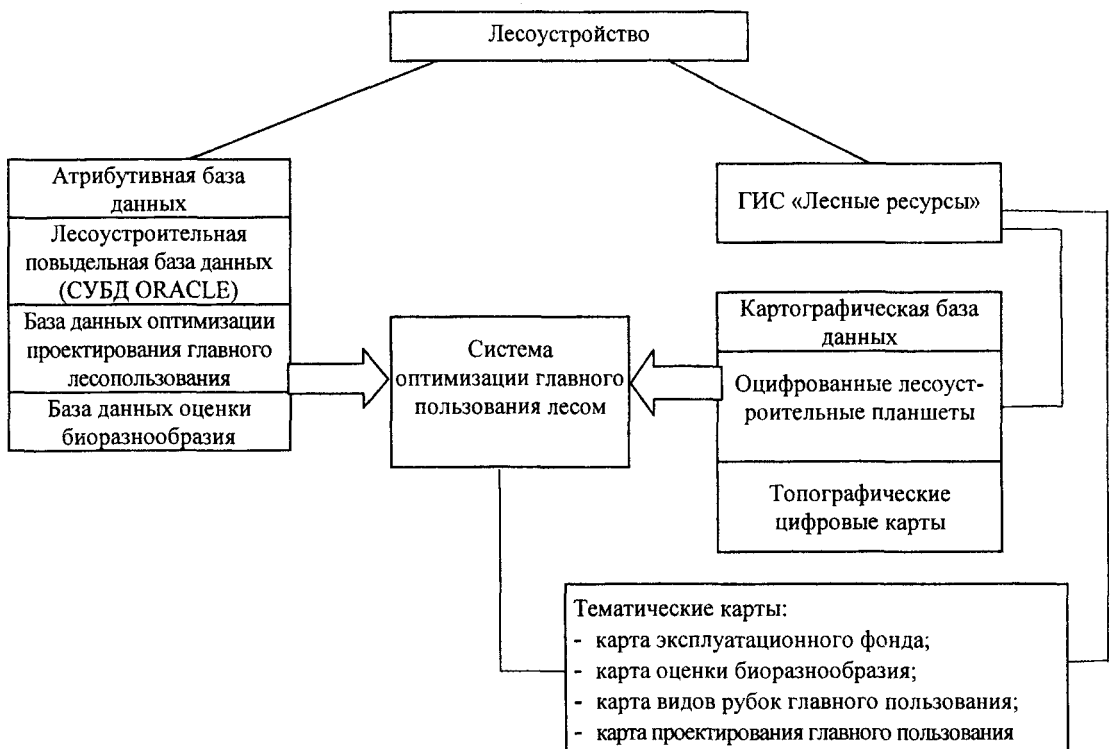 Лесоустройство
Атрибутивная база
данных
Лесоустроительная
повыдельная база данных
(СУБД ORACLE)
База данных оптимизации
проектирования главного
лесопользования
База данных оценки
биоразнообразия
Система
оптимизации главного
пользования лесом
ГИС «Лесные ресурсы»
Картографическая база
данных
Оцифрованные лесоуст-
роительные планшеты
Топографические
цифровые карты
Тематические карты:
- карта эксплуатационного фонда;
- карта оценки биоразнообразия;
- карта видов рубок главного пользования;
- карта проектирования главного пользования